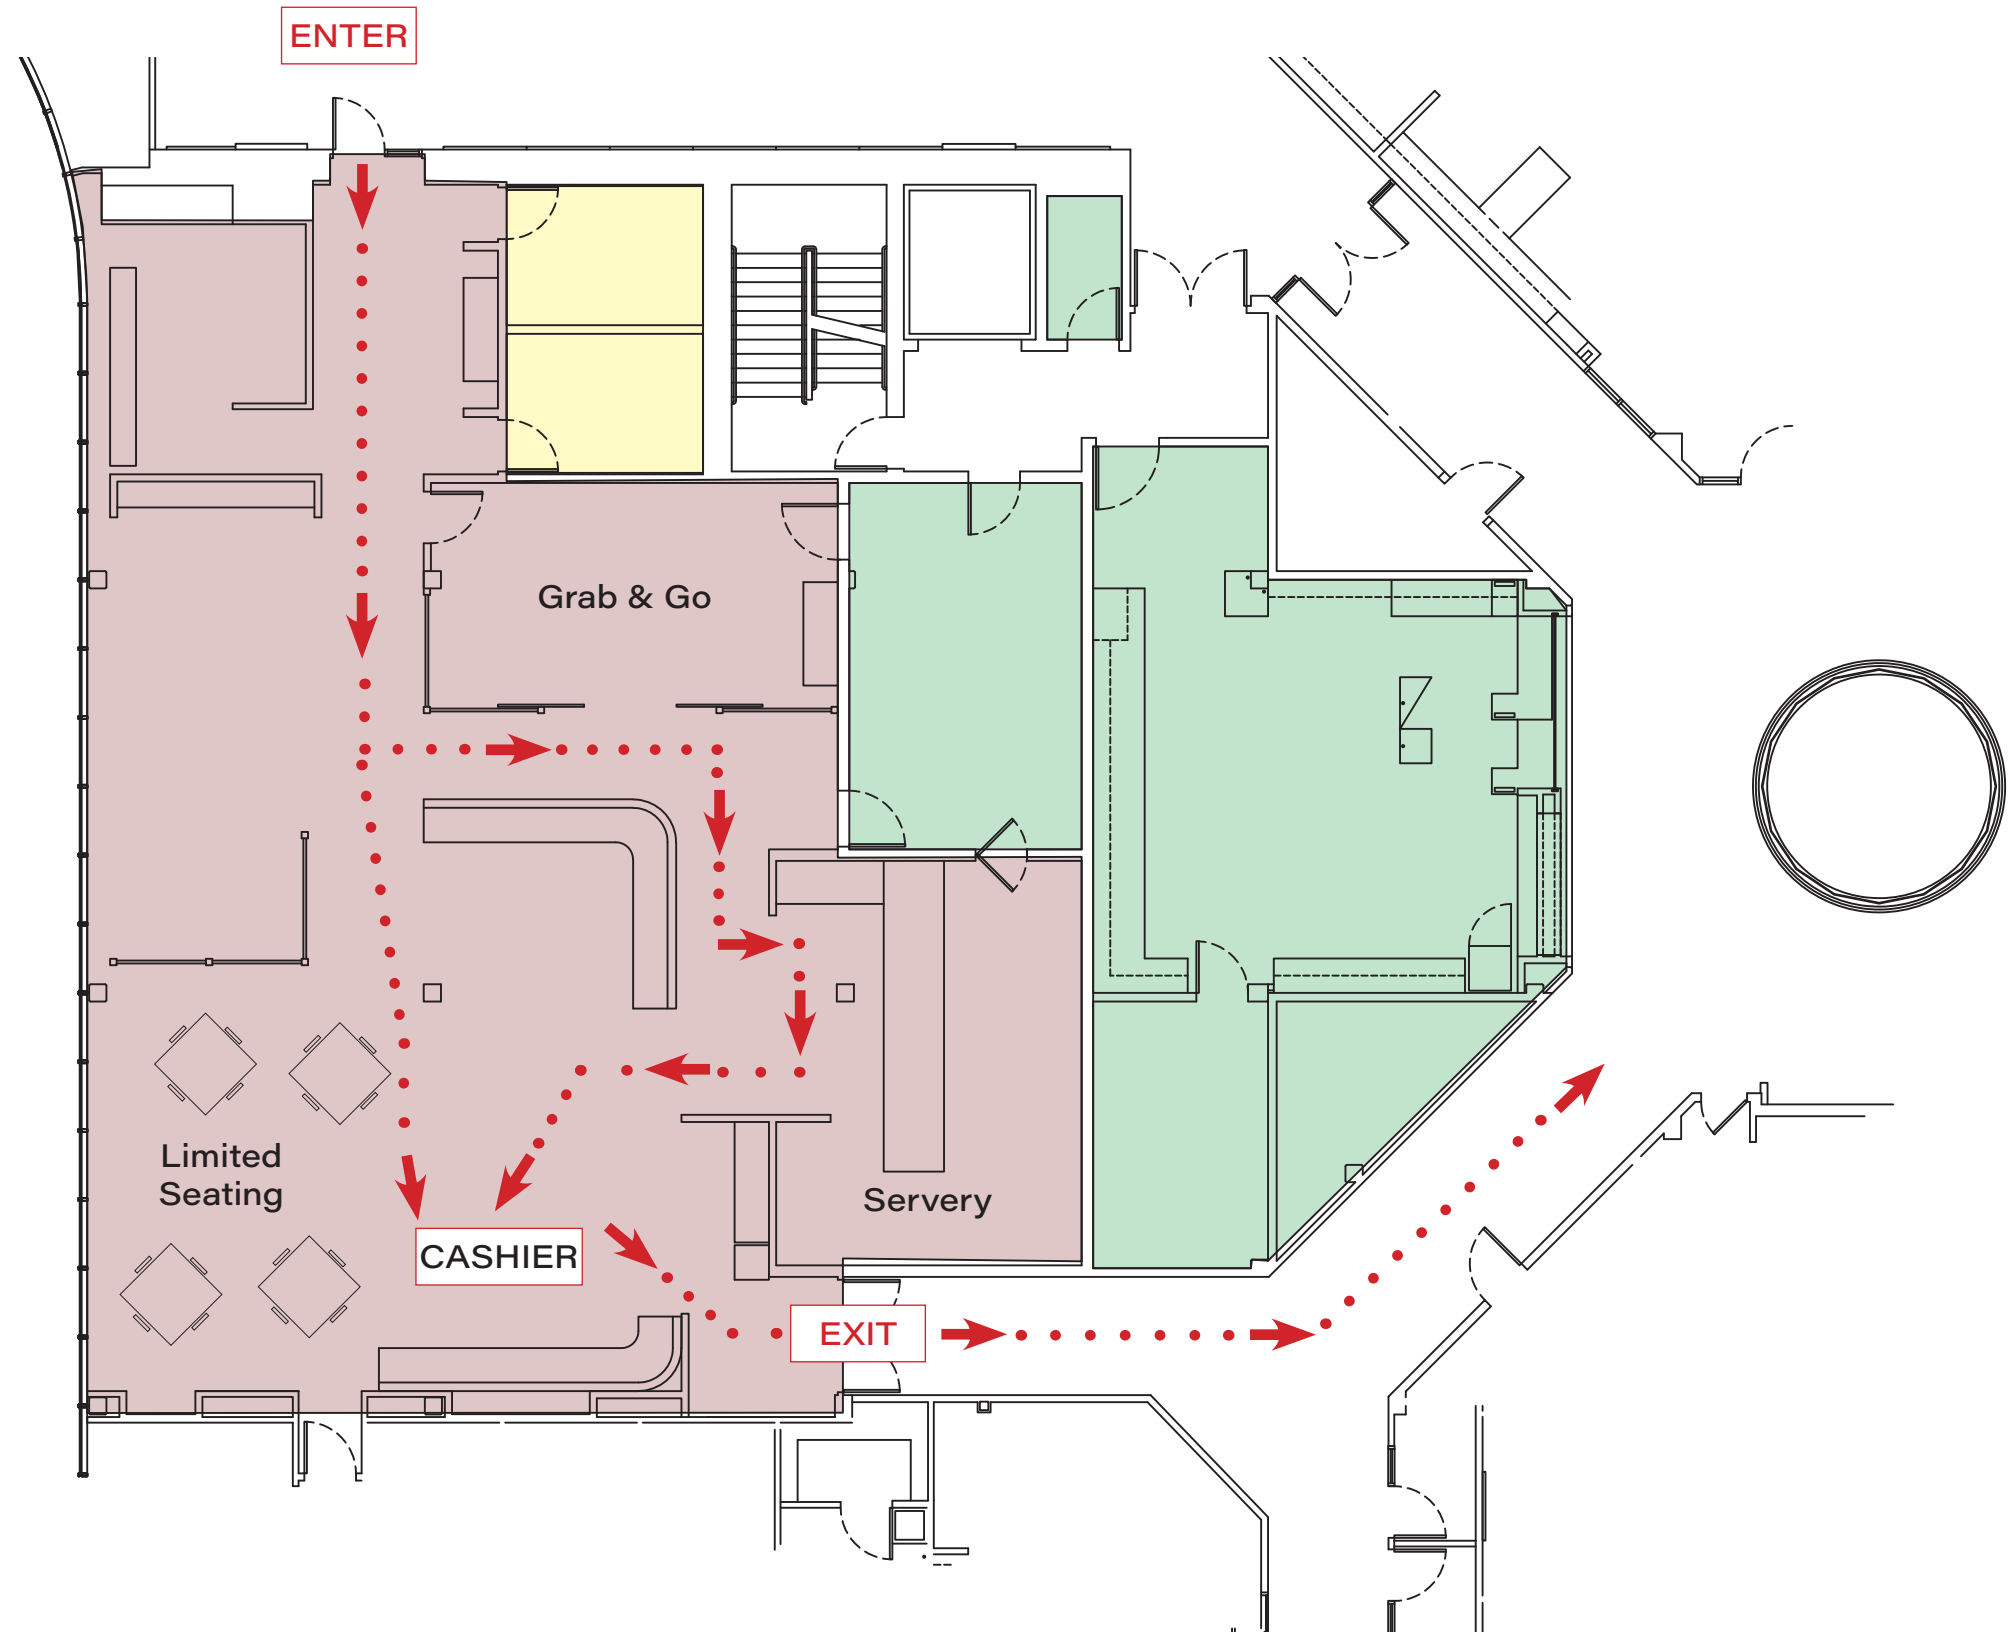 ENTER
Grab & Go
Limited
Seating
Servery
CASHIER
EXIT